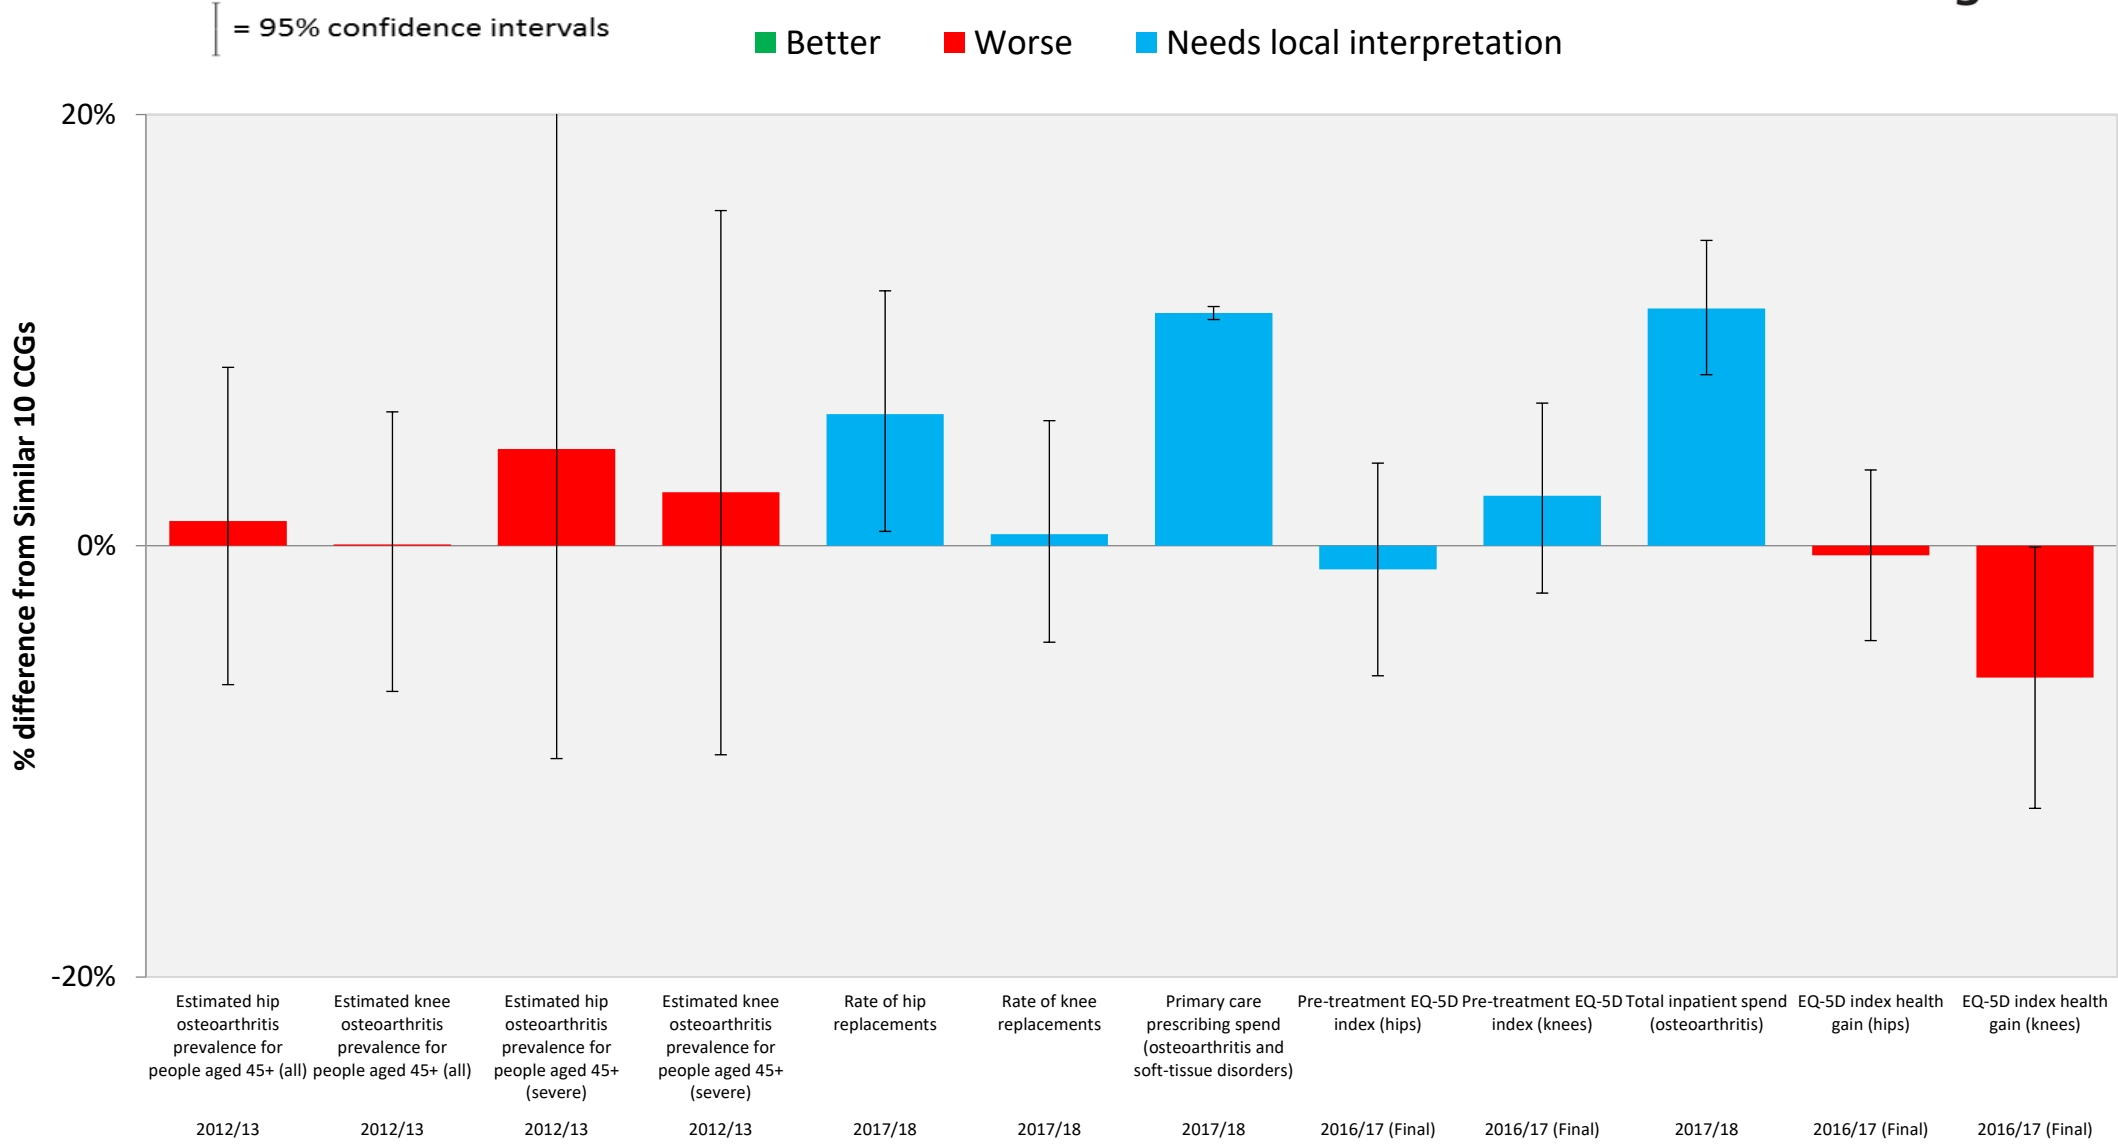 = 95% confidence intervals
Better
Worse
Needs local interpretation
20%
0%
-20%
% difference from Similar 10 CCGs
Estimated hip
osteoarthritis
prevalence for
people aged 45+ (all)
2012/13
Estimated knee
osteoarthritis
prevalence for
people aged 45+ (all)
2012/13
Estimated hip
osteoarthritis
prevalence for
people aged 45+
(severe)
2012/13
Estimated knee
osteoarthritis
prevalence for
people aged 45+
(severe)
2012/13
Rate of hip
replacements
2017/18
Rate of knee
replacements
2017/18
Primary care
prescribing spend
(osteoarthritis and
soft-tissue disorders)
2017/18
Pre-treatment EQ-5D
index (hips)
2016/17 (Final)
Pre-treatment EQ-5D
index (knees)
2016/17 (Final)
Total inpatient spend
(osteoarthritis)
2017/18
EQ-5D index health
gain (hips)
2016/17 (Final)
EQ-5D index health
gain (knees)
2016/17 (Final)